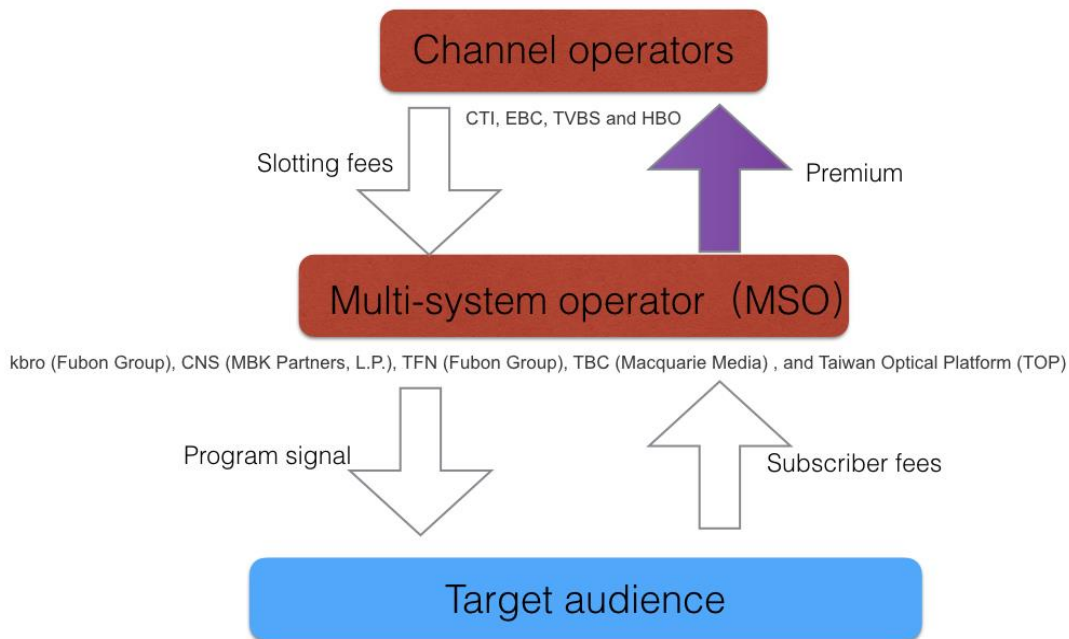 Channel operators
CTI, EBC, TVBS and HBO
Slotting fees
Premium
Multi-system operator（MSO）
kbro (Fubon Group), CNS (MBK Partners, L.P.), TFN (Fubon Group), TBC (Macquarie Media) , and Taiwan Optical Platform (TOP)
Program signal
Subscriber fees
Target audience